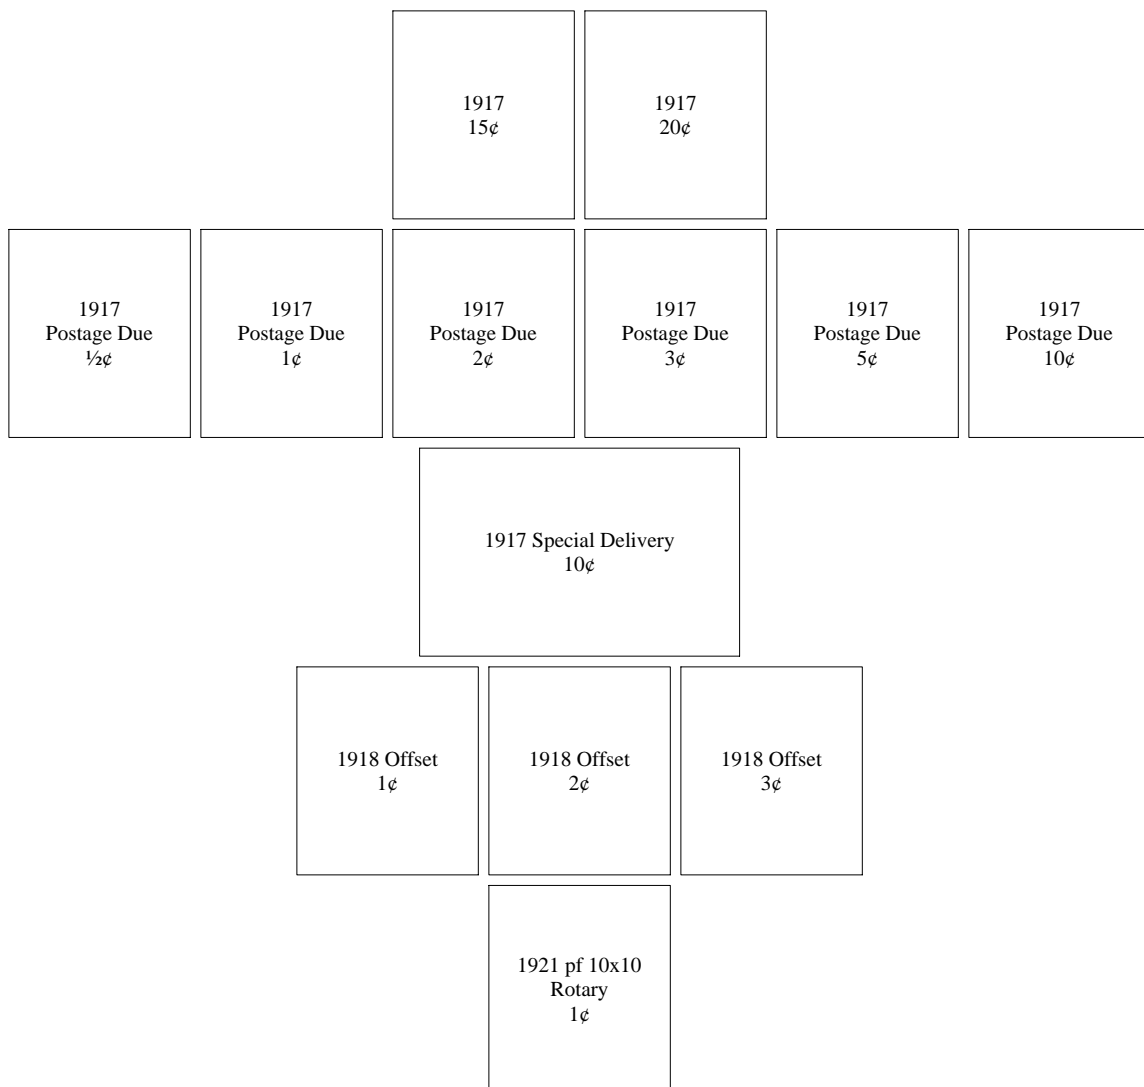 1917
15¢
1917
20¢
1917
Postage Due
½¢
1917
Postage Due
1¢
1917
Postage Due
2¢
1917
Postage Due
3¢
1917
Postage Due
5¢
1917
Postage Due
10¢
1917 Special Delivery
10¢
1918 Offset
1¢
1918 Offset
2¢
1918 Offset
3¢
1921 pf 10x10
Rotary
1¢